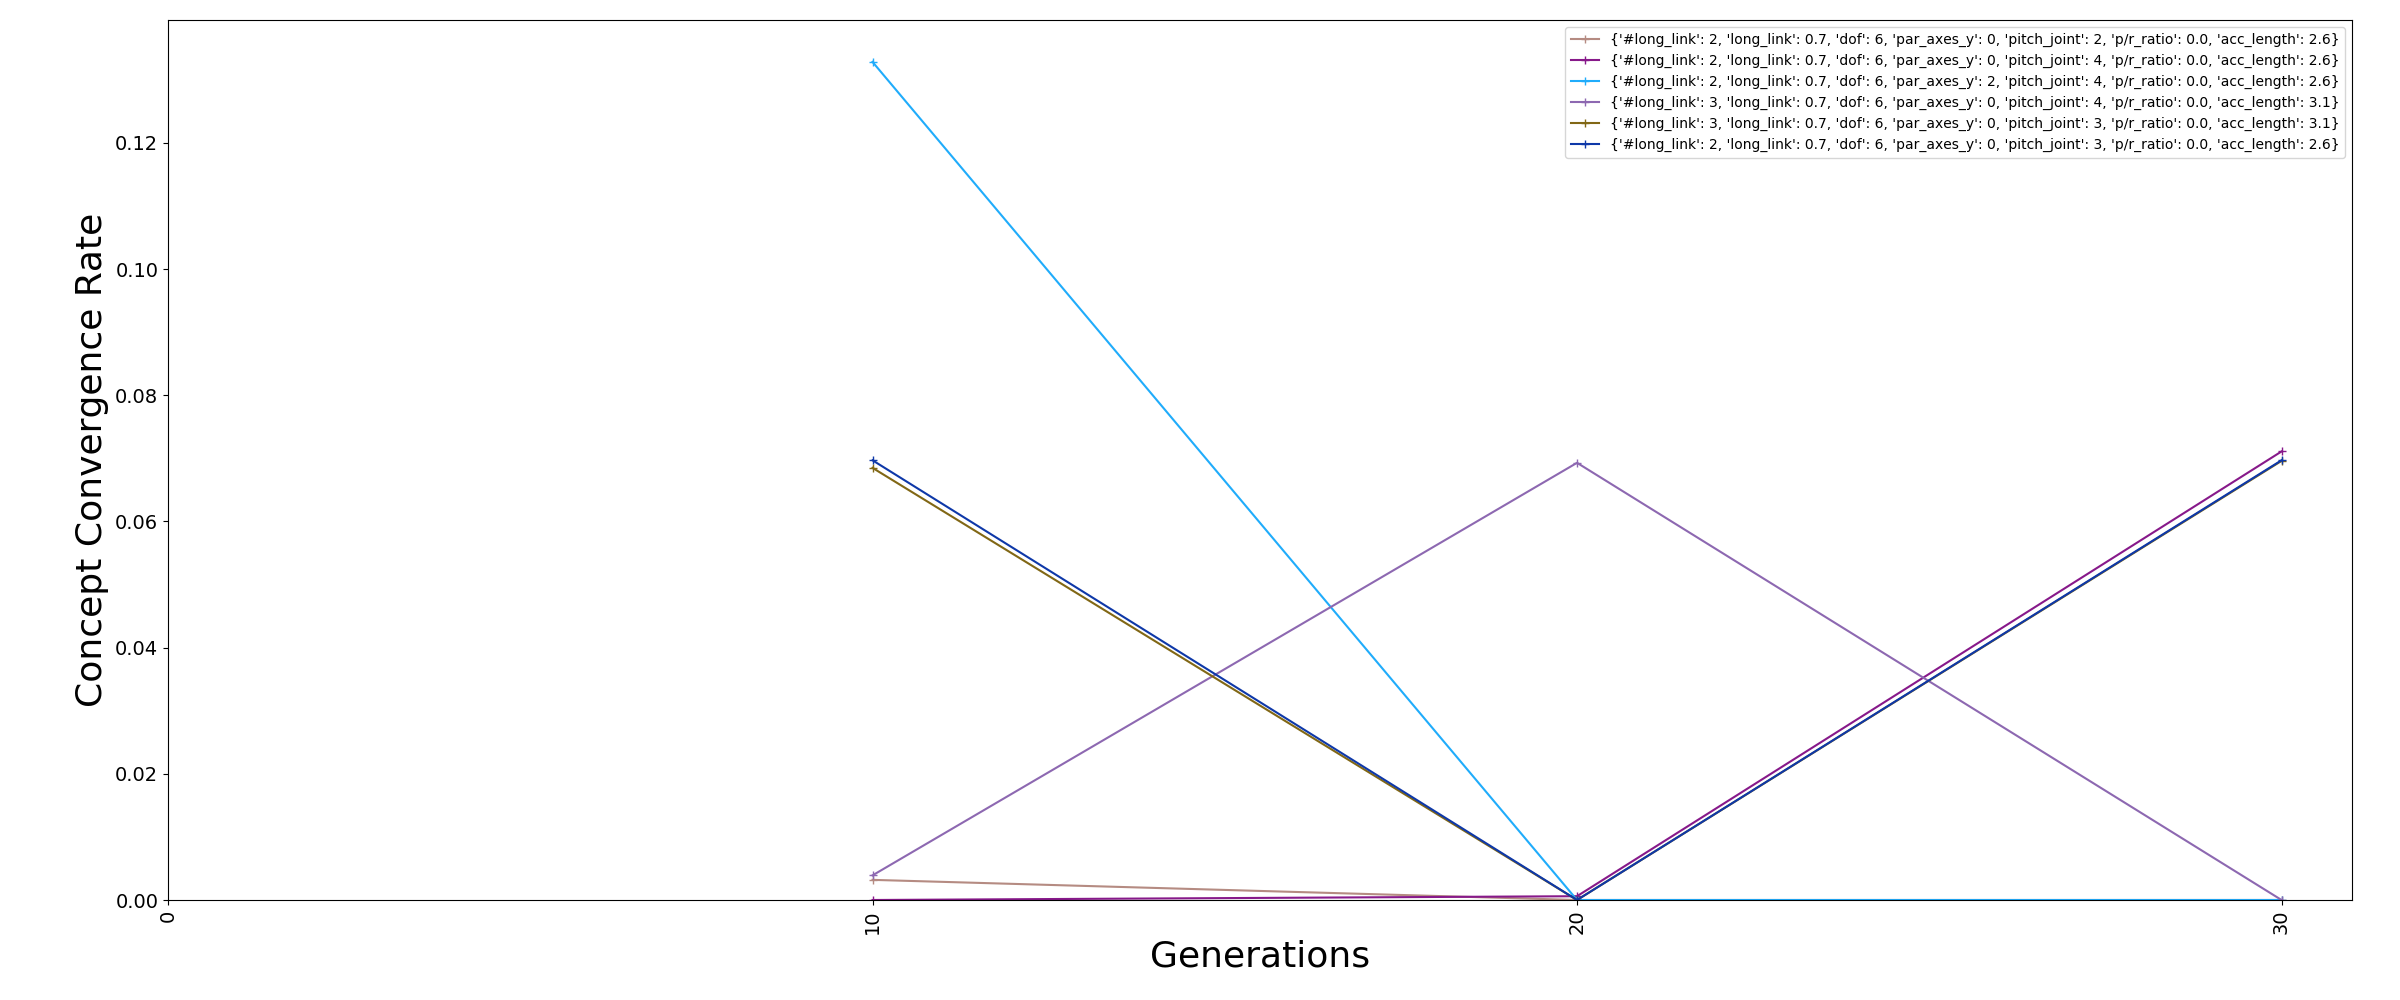 {'#long_link': 2, 'long_link': 0.7, 'dof': 6, 'par_axes_y': 0, 'pitch_joint': 2, 'p/r_ratio': 0.0, 'acc_length': 2.6}
{'#long_link': 2, 'long_link': 0.7, 'dof': 6, 'par_axes_y': 0, 'pitch_joint': 4, 'p/r_ratio': 0.0, 'acc_length': 2.6}
{'#long_link': 2, 'long_link': 0.7, 'dof': 6, 'par_axes_y': 2, 'pitch_joint': 4, 'p/r_ratio': 0.0, 'acc_length': 2.6}
{'#long_link': 3, 'long_link': 0.7, 'dof': 6, 'par_axes_y': 0, 'pitch_joint': 4, 'p/r_ratio': 0.0, 'acc_length': 3.1}
{'#long_link': 3, 'long_link': 0.7, 'dof': 6, 'par_axes_y': 0, 'pitch_joint': 3, 'p/r_ratio': 0.0, 'acc_length': 3.1}
{'#long_link': 2, 'long_link': 0.7, 'dof': 6, 'par_axes_y': 0, 'pitch_joint': 3, 'p/r_ratio': 0.0, 'acc_length': 2.6}
Concept Convergence Rate
0.12
0.10
0.08
0.06
0.04
0.02
0.00
0
10
20
30
Generations